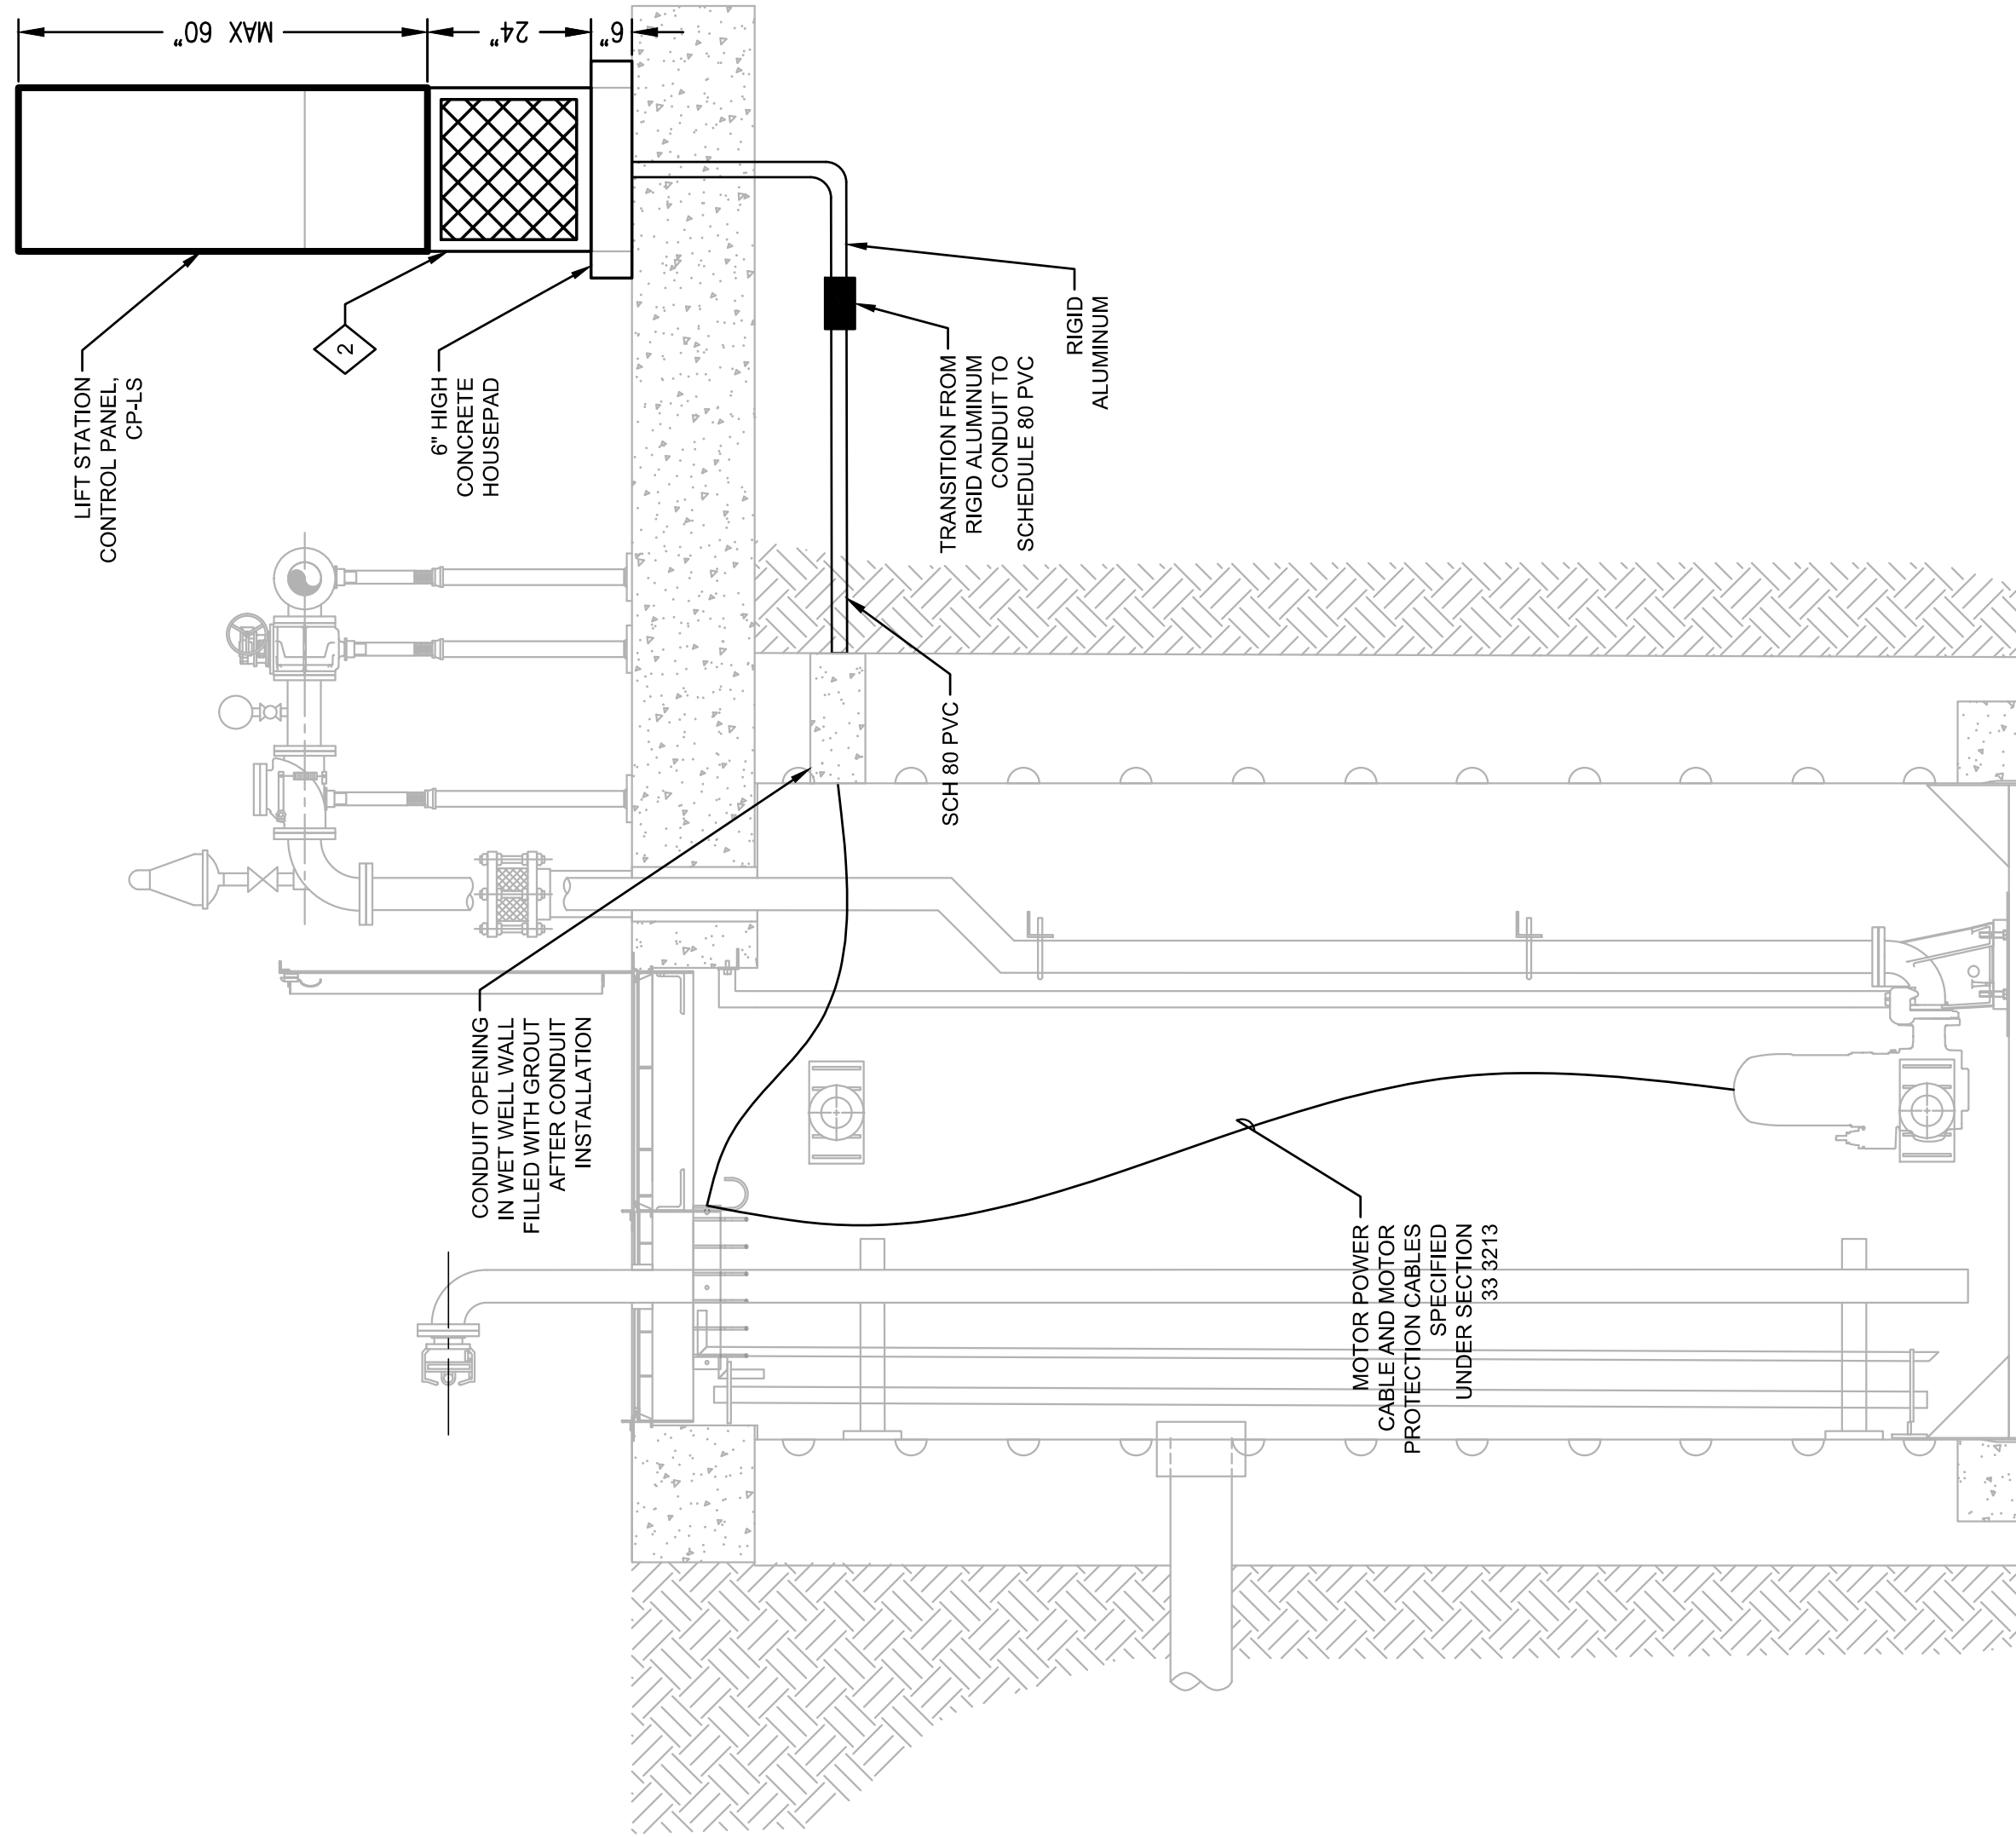 MAX 60"
24"
6"
LIFT STATION
CONTROL PANEL,
CP-LS
2
6" HIGH
CONCRETE
HOUSEPAD
RIGID
ALUMINUM
TRANSITION FROM
RIGID ALUMINUM
CONDUIT TO
SCHEDULE 80 PVC
SCH 80 PVC
CONDUIT OPENING
IN WET WELL WALL
FILLED WITH GROUT
AFTER CONDUIT
INSTALLATION
MOTOR POWER
CABLE AND MOTOR
PROTECTION CABLES
SPECIFIED
UNDER SECTION
33 3213